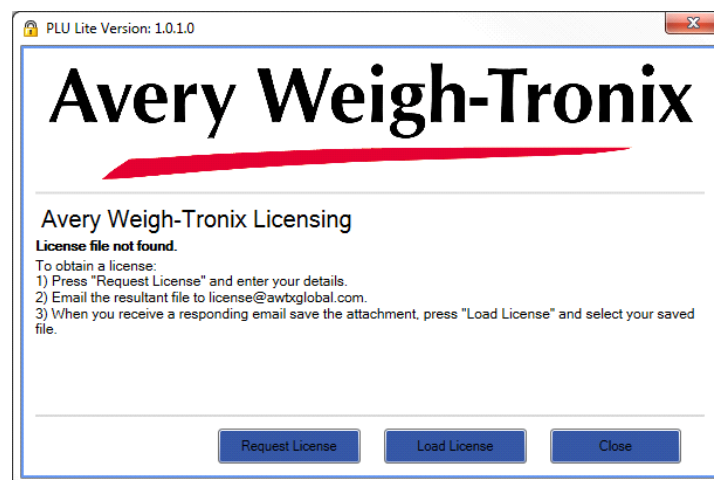 PLU Lite Version: 1.0.1.0
Avery Weigh-Tronix
Avery Weigh-Tronix Licensing
License file not found.
To obtain a license:
1) Press "Request License" and enter your details.
2) Email the resultant file to license@awtxglobal.com.
3) When you receive a responding email save the attachment, press "Load License" and select your saved
file.
Request License
Load License
Close